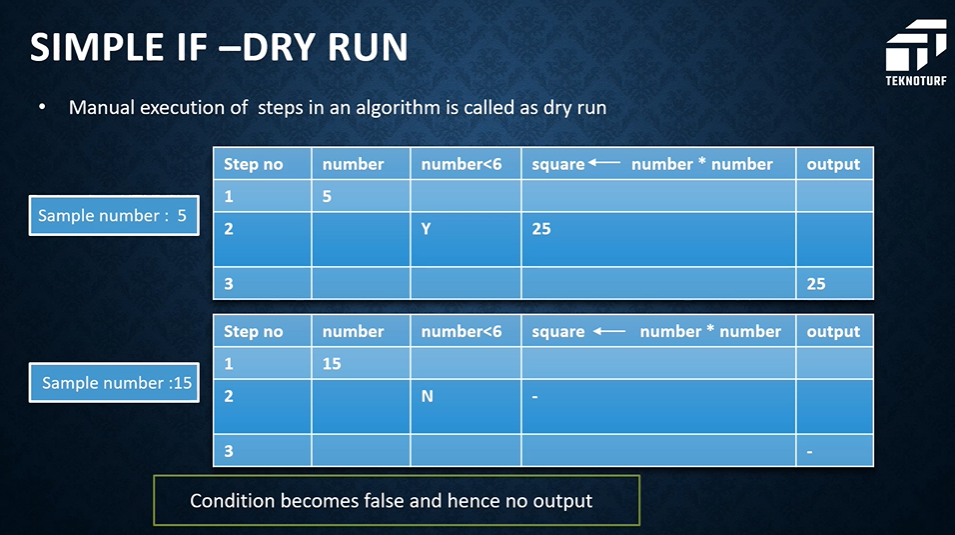 SIMPLE IF –DRY RUN
TEKNOTURF
• Manual execution of steps in an algorithm is called as dry run
Sample number : 5
Step no number number<6 square ← number * number output
1 5
2 Y 25
3 25
Sample number :15
Step no number number<6 square ← number * number output
1 15
2 N -
3 -
Condition becomes false and hence no output